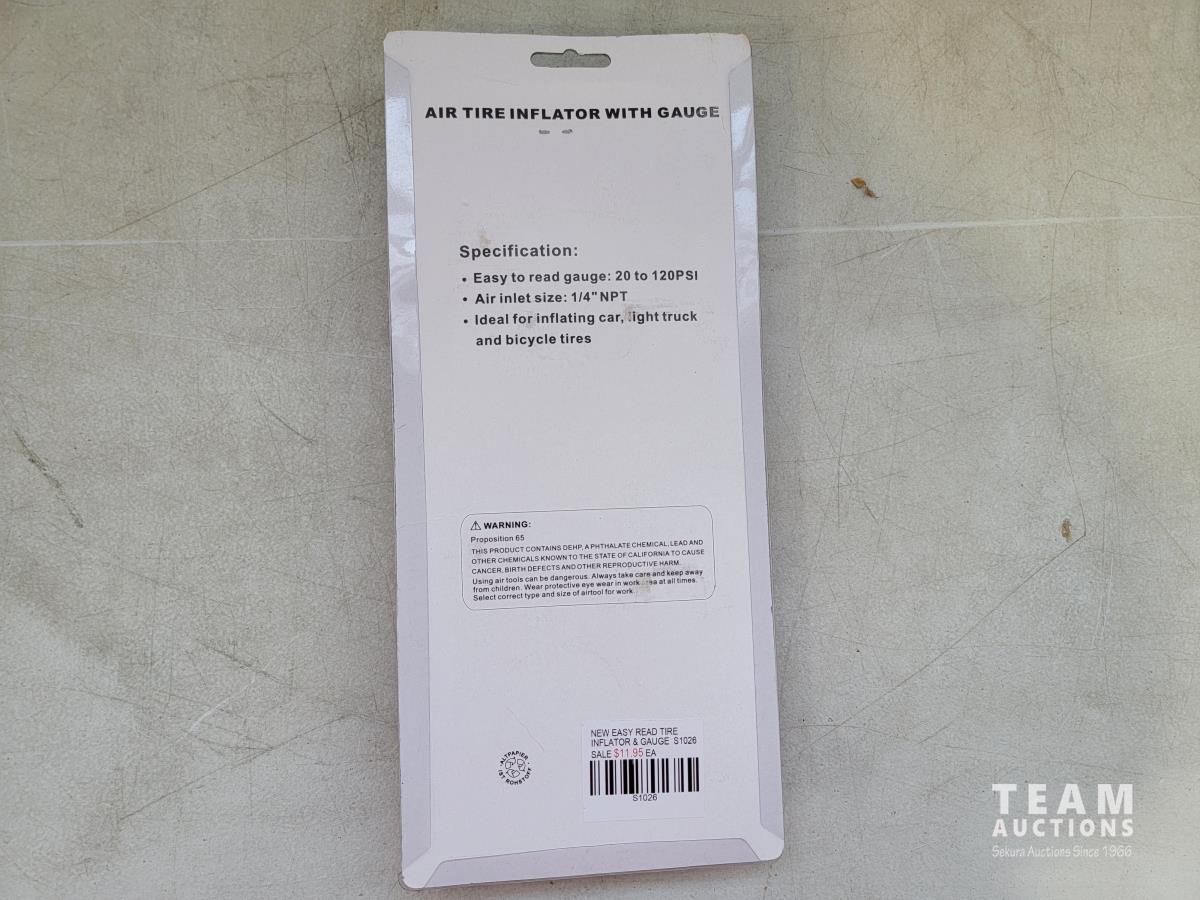 AIR TIRE INFLATOR WITH GAUGE
Specification:
• Easy to read gauge: 20 to 120PSI
• Air inlet size: 1/4" NPT
• Ideal for inflating car, light truck
and bicycle tires
⚠ WARNING:
Proposition 65
THIS PRODUCT CONTAINS DEHP, A PHTHALATE CHEMICAL, LEAD AND
OTHER CHEMICALS KNOWN TO THE STATE OF CALIFORNIA TO CAUSE
CANCER, BIRTH DEFECTS AND OTHER REPRODUCTIVE HARM.
Using air tools can be dangerous. Always take care and keep away
from children. Wear protective eye wear in work area at all times.
Select correct type and size of airtool for work.
ALTPAPIER
IST ROHSTOFF
NEW EASY READ TIRE
INFLATOR & GAUGE S1026
SALE $11.95 EA
S1026
TEAM
AUCTIONS
Sekura Auctions Since 1966